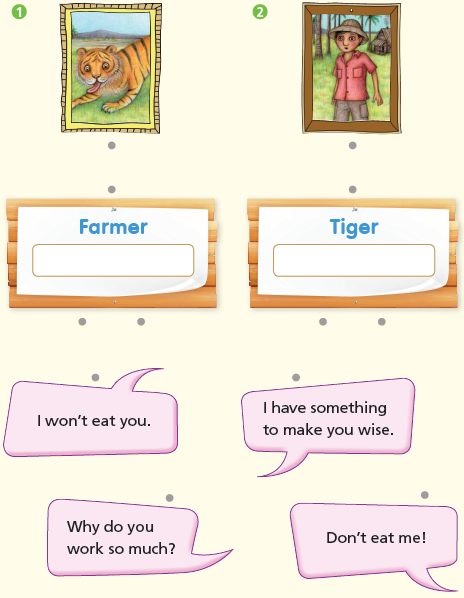 1
2
Farmer
Tiger
I won't eat you.
I have something
to make you wise.
Why do you
work so much?
Don't eat me!